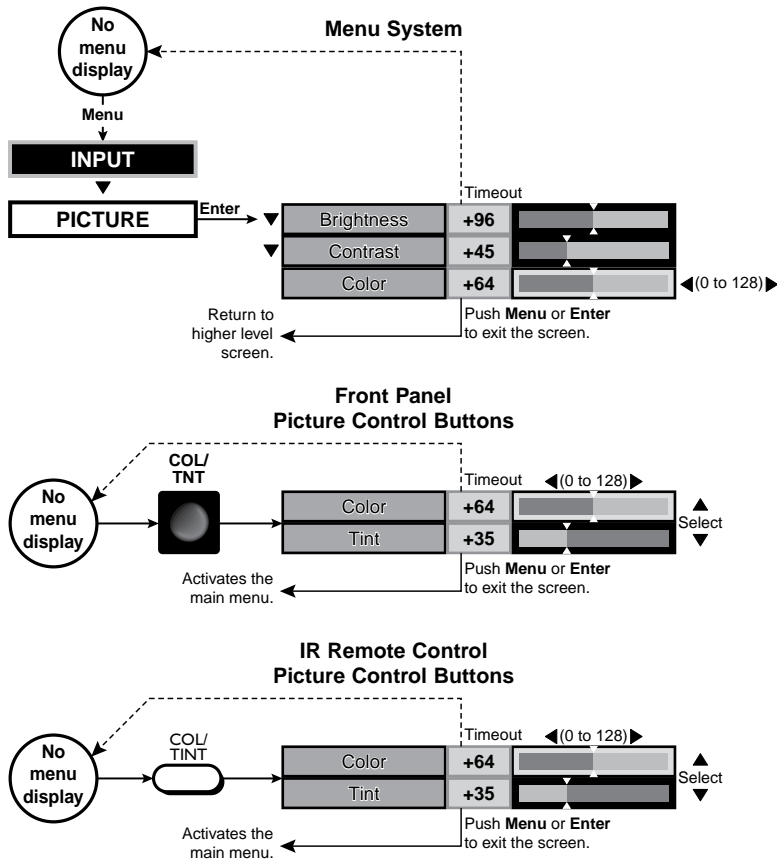 Menu System
No
menu
display
Menu
INPUT
PICTURE
Enter
Timeout
Brightness +96
Contrast +45
Color +64 (0 to 128)
Return to
higher level
screen.
Push Menu or Enter
to exit the screen.
Front Panel
Picture Control Buttons
No
menu
display
COL/
TNT
Timeout (0 to 128)
Color +64
Tint +35
Select
Activates the
main menu.
Push Menu or Enter
to exit the screen.
IR Remote Control
Picture Control Buttons
No
menu
display
COL/
TINT
Timeout (0 to 128)
Color +64
Tint +35
Select
Activates the
main menu.
Push Menu or Enter
to exit the screen.